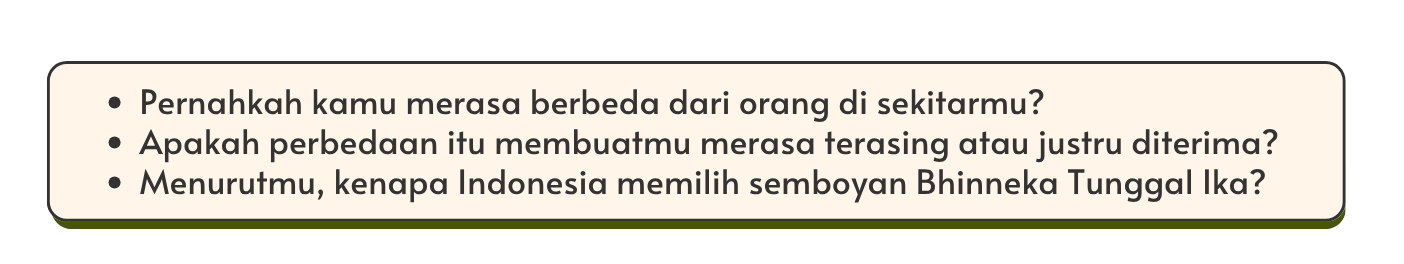 • Pernahkah kamu merasa berbeda dari orang di sekitarmu?
• Apakah perbedaan itu membuatmu merasa terasing atau justru diterima?
• Menurutmu, kenapa Indonesia memilih semboyan Bhinneka Tunggal Ika?